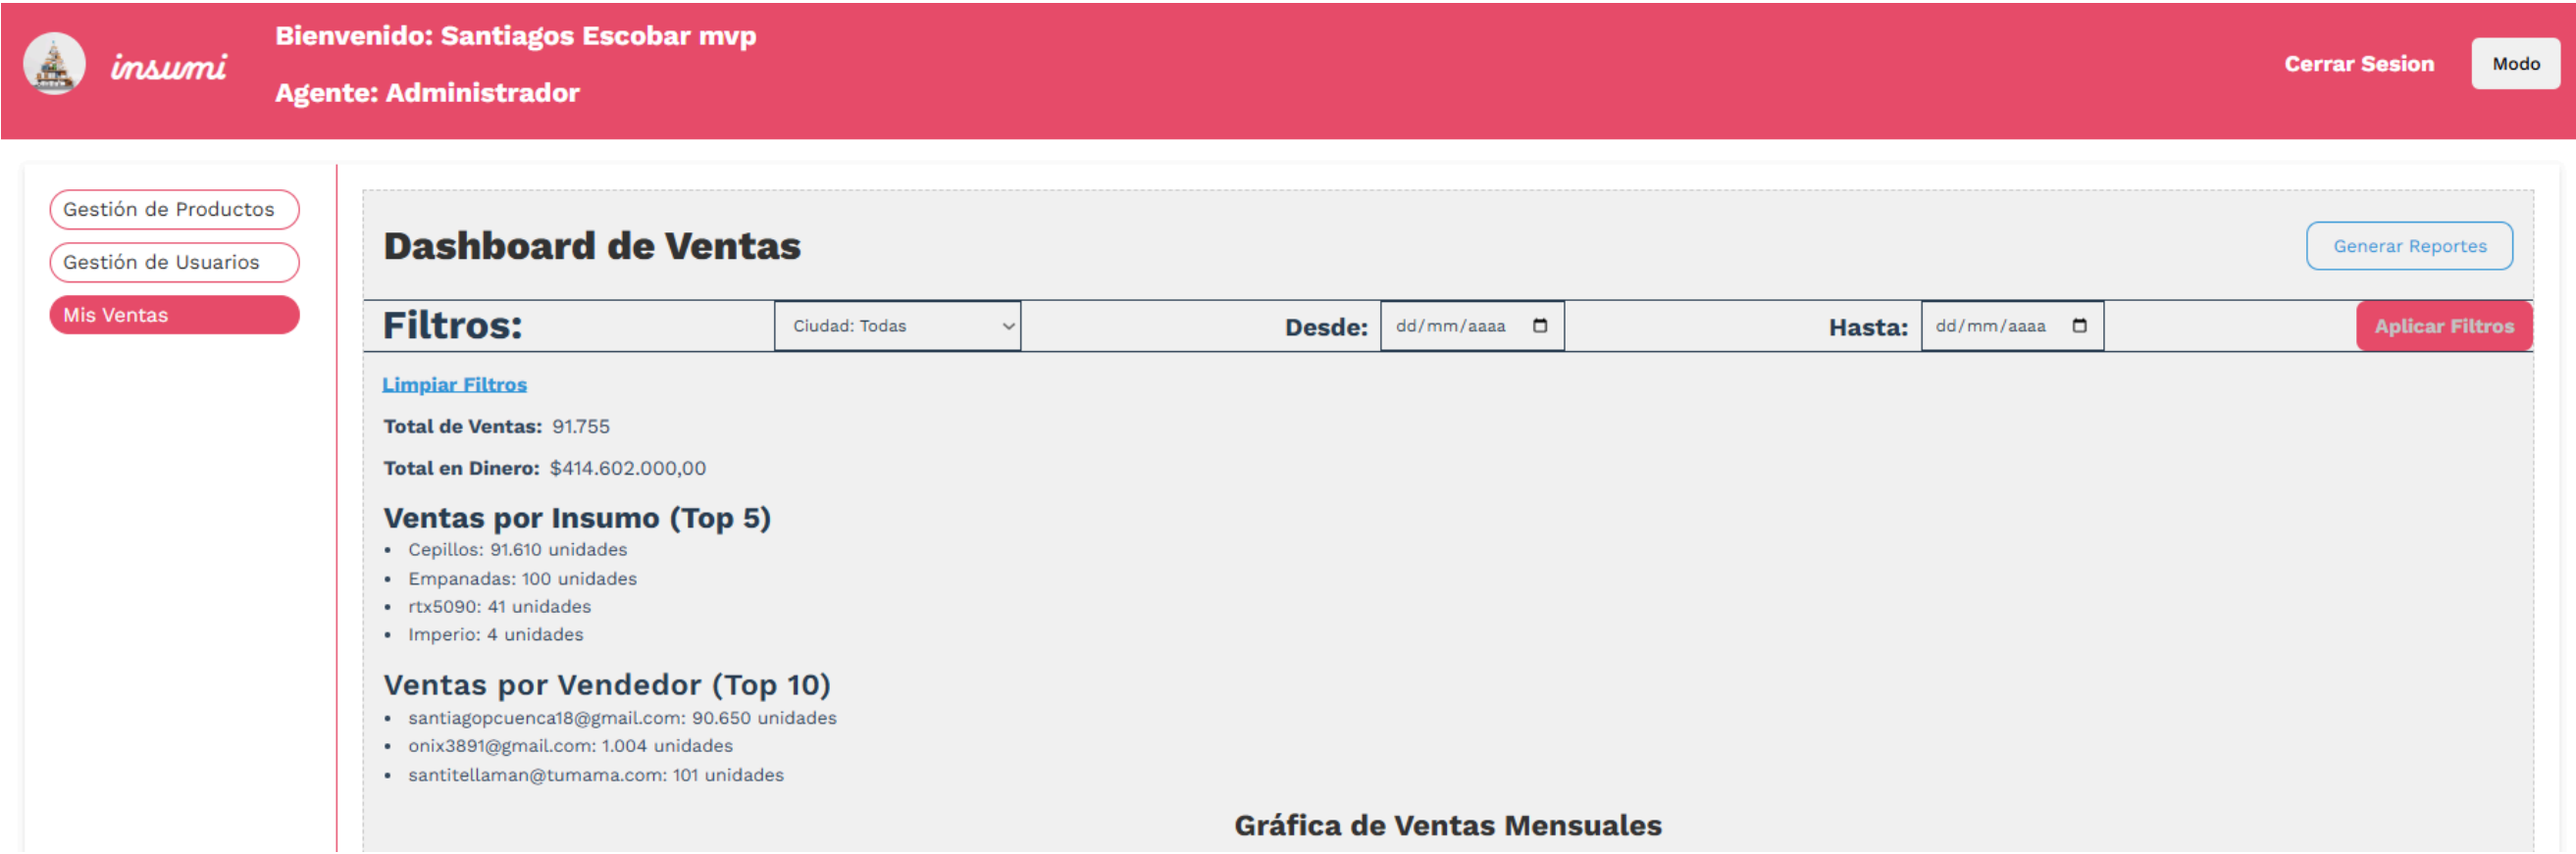 insumi
Bienvenido: Santiagos Escobar mvp
Agente: Administrador
Cerrar Sesion
Modo
Gestión de Productos
Gestión de Usuarios
Mis Ventas
Dashboard de Ventas
Generar Reportes
Filtros:
Ciudad: Todas
Desde:
dd/mm/aaaa
Hasta:
dd/mm/aaaa
Aplicar Filtros
Limpiar Filtros
Total de Ventas: 91.755
Total en Dinero: $414.602.000,00
Ventas por Insumo (Top 5)
• Cepillos: 91.610 unidades
• Empanadas: 100 unidades
• rtx5090: 41 unidades
• Imperio: 4 unidades
Ventas por Vendedor (Top 10)
• santiagopcuenca18@gmail.com: 90.650 unidades
• onix3891@gmail.com: 1.004 unidades
• santitellaman@tumama.com: 101 unidades
Gráfica de Ventas Mensuales